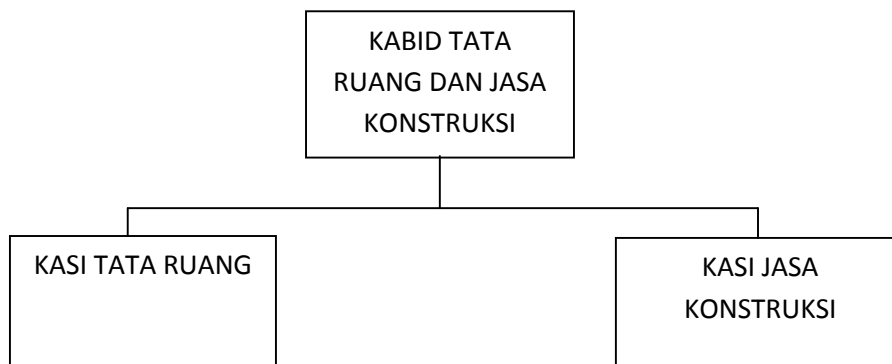 KABID TATA
RUANG DAN JASA
KONSTRUKSI
KASI TATA RUANG
KASI JASA
KONSTRUKSI